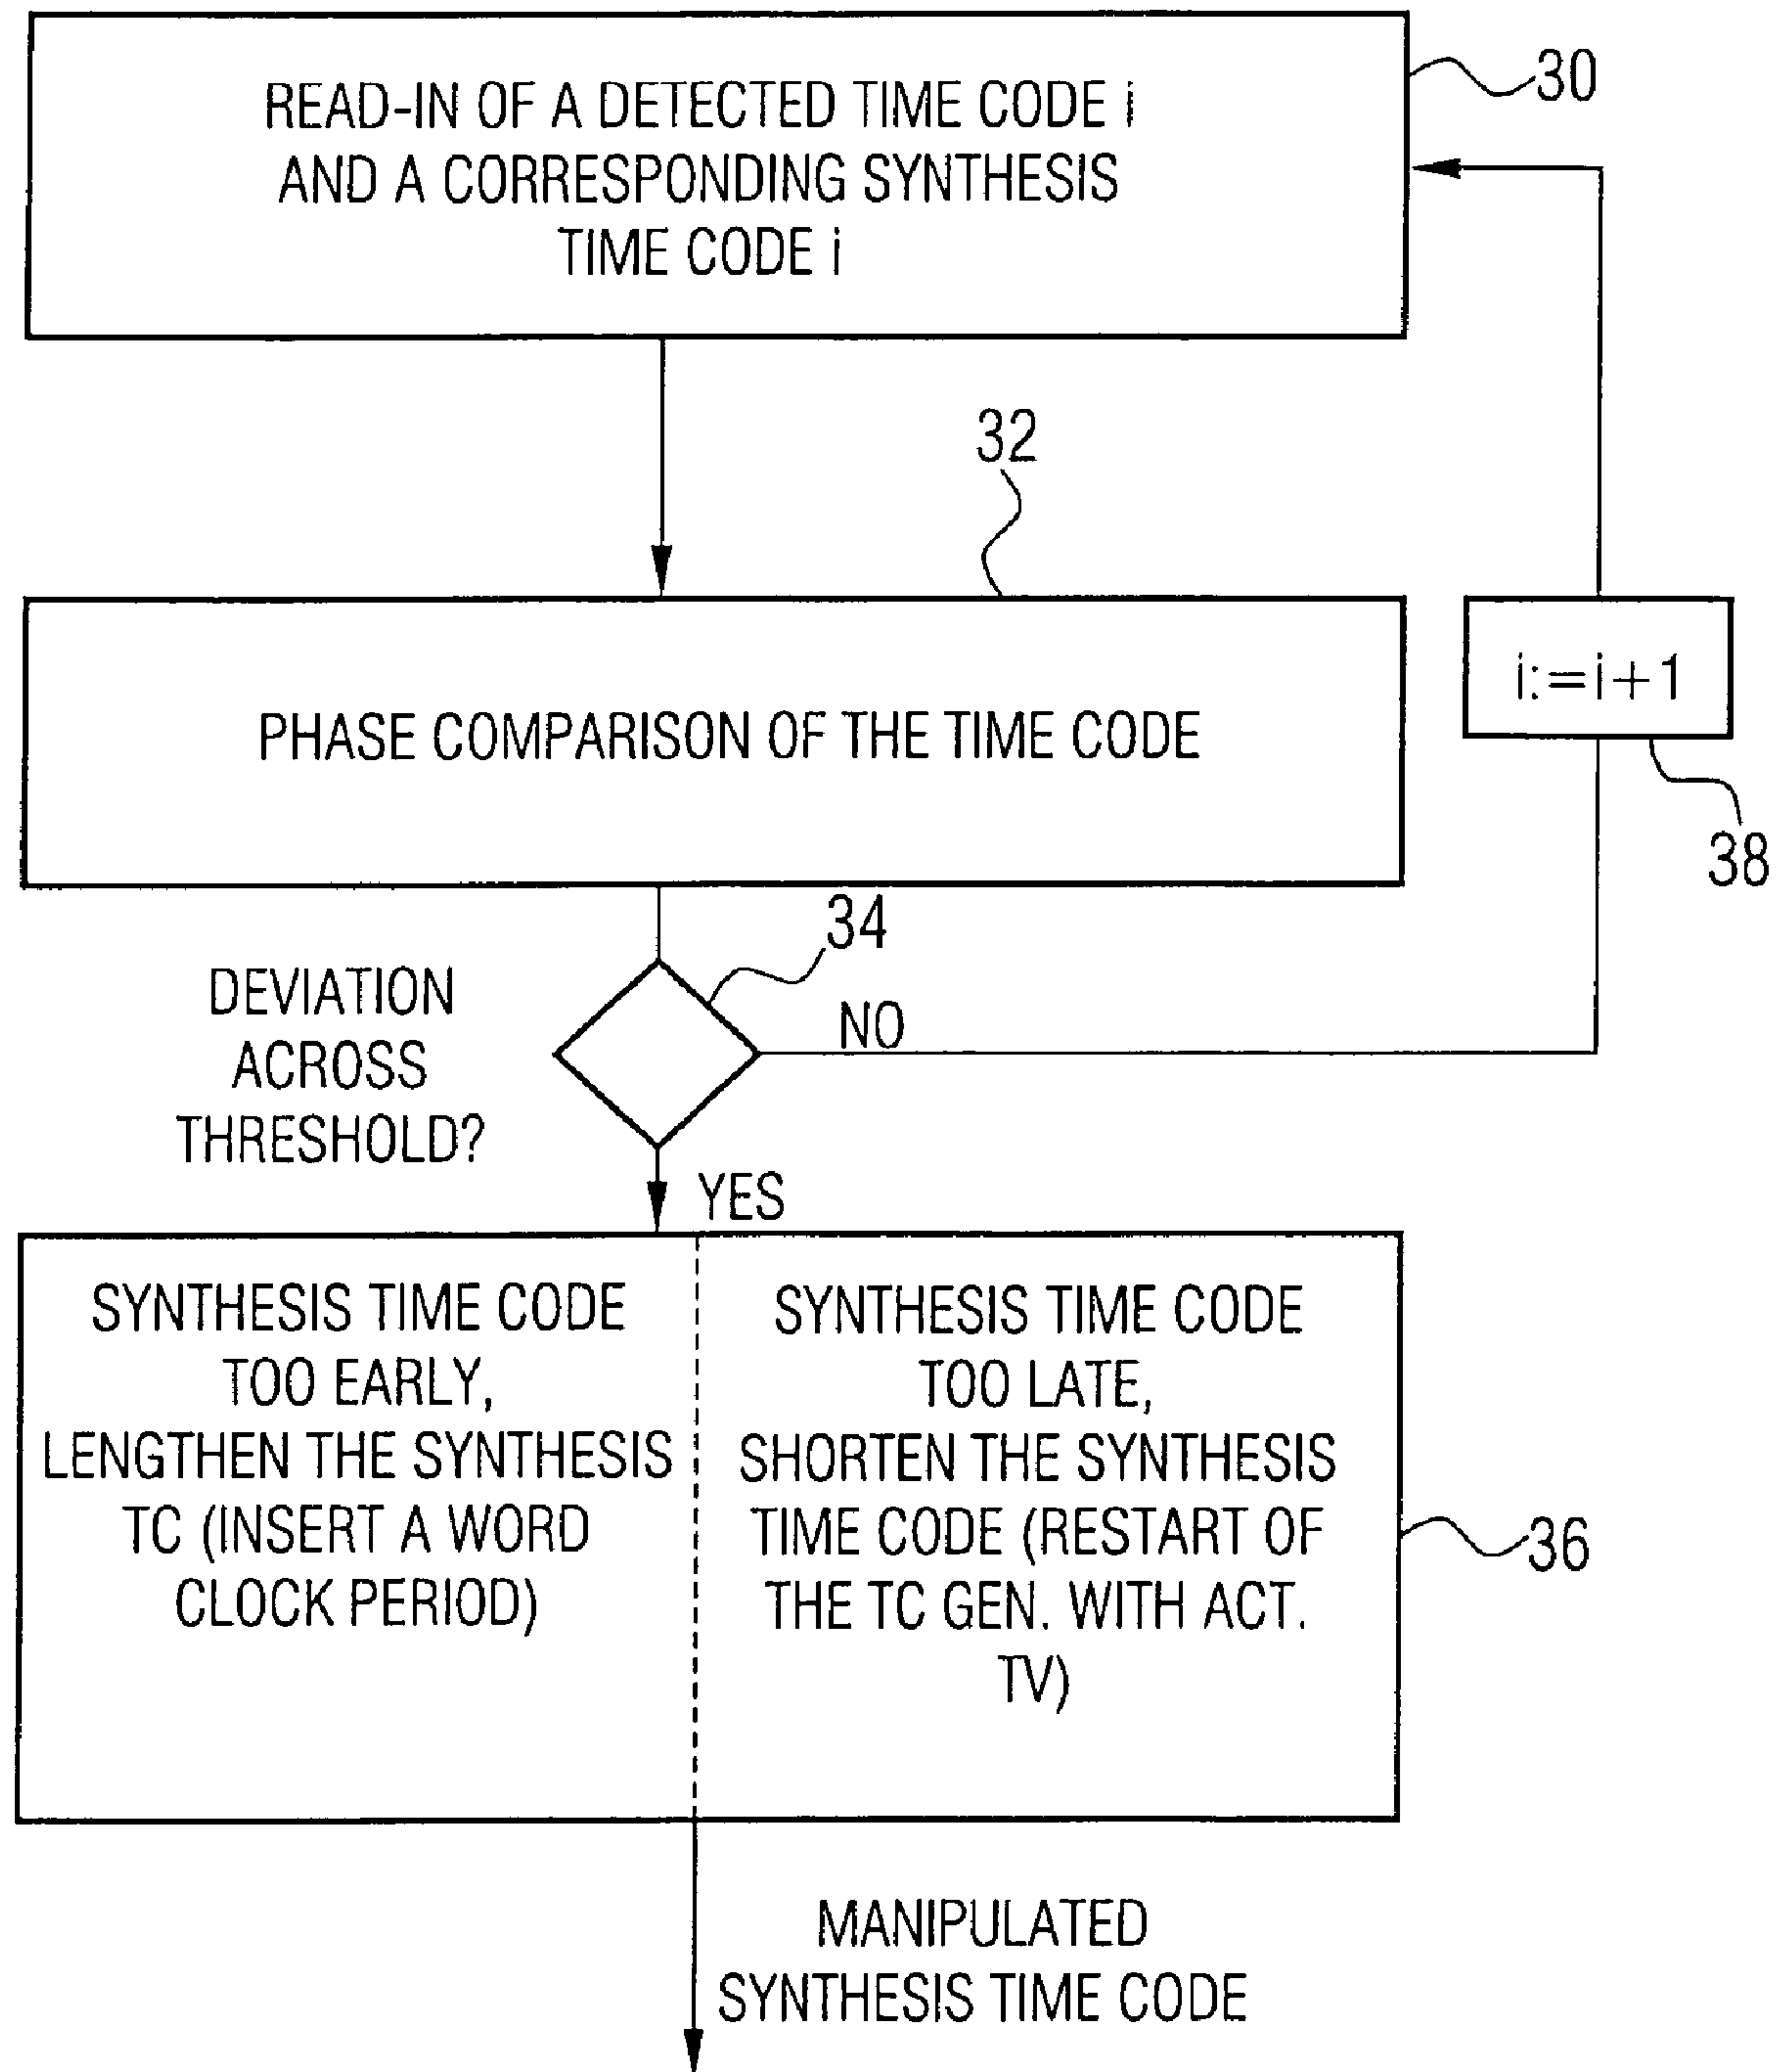 READ-IN OF A DETECTED TIME CODE i
AND A CORRESPONDING SYNTHESIS
TIME CODE i
30
32
PHASE COMPARISON OF THE TIME CODE
i:=i+1
38
34
DEVIATION
ACROSS
THRESHOLD?
NO
YES
SYNTHESIS TIME CODE
TOO EARLY,
LENGTHEN THE SYNTHESIS
TC (INSERT A WORD
CLOCK PERIOD)
SYNTHESIS TIME CODE
TOO LATE,
SHORTEN THE SYNTHESIS
TIME CODE (RESTART OF
THE TC GEN. WITH ACT.
TV)
36
MANIPULATED
SYNTHESIS TIME CODE